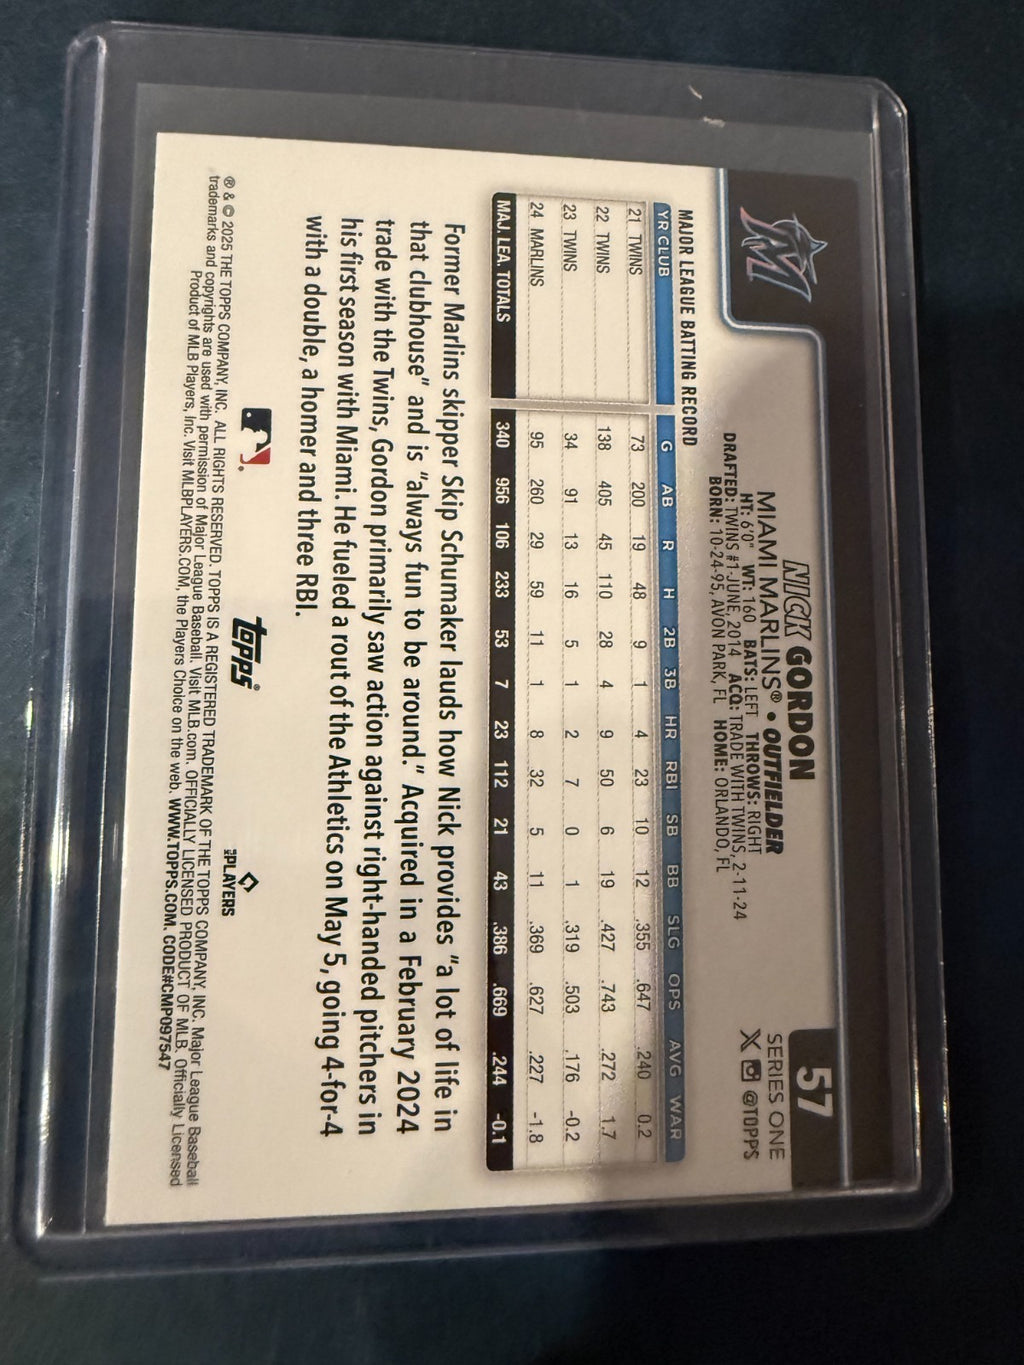 57
SERIES ONE
@TOPPS
NICK GORDON
MIAMI MARLINS® • OUTFIELDER
HT: 6'0" WT: 160 BATS: LEFT THROWS: RIGHT
DRAFTED: TWINS #1-JUNE, 2014 ACQ: TRADE WITH TWINS, 2-11-24
BORN: 10-24-95, AVON PARK, FL HOME: ORLANDO, FL
MAJOR LEAGUE BATTING RECORD
YR CLUB G AB R H 2B 3B HR RBI SB BB SLG OPS AVG WAR
21 TWINS 73 200 19 48 9 1 4 23 10 12 .355 .647 .240 0.2
22 TWINS 138 405 45 110 28 4 9 50 6 19 .427 .743 .272 1.7
23 TWINS 34 91 13 16 5 1 2 7 0 1 .319 .503 .176 -0.2
24 MARLINS 95 260 29 59 11 1 8 32 5 11 .369 .627 .227 -1.8
MAJ. LEA. TOTALS 340 956 106 233 53 7 23 112 21 43 .386 .669 .244 -0.1
Former Marlins skipper Skip Schumaker lauds how Nick provides "a lot of life in
that clubhouse" and is "always fun to be around." Acquired in a February 2024
trade with the Twins, Gordon primarily saw action against right-handed pitchers in
his first season with Miami. He fueled a rout of the Athletics on May 5, going 4-for-4
with a double, a homer and three RBI.
topps®
PLAYERS
® & © 2025 THE TOPPS COMPANY, INC. ALL RIGHTS RESERVED. TOPPS IS A REGISTERED TRADEMARK OF THE TOPPS COMPANY, INC. Major League Baseball
trademarks and copyrights are used with permission of Major League Baseball. Visit MLB.com. OFFICIALLY LICENSED PRODUCT OF MLB. Officially Licensed
Product of MLB Players, Inc. Visit MLBPLAYERS.COM, the Players Choice on the web. WWW.TOPPS.COM. CODE#CMP097547